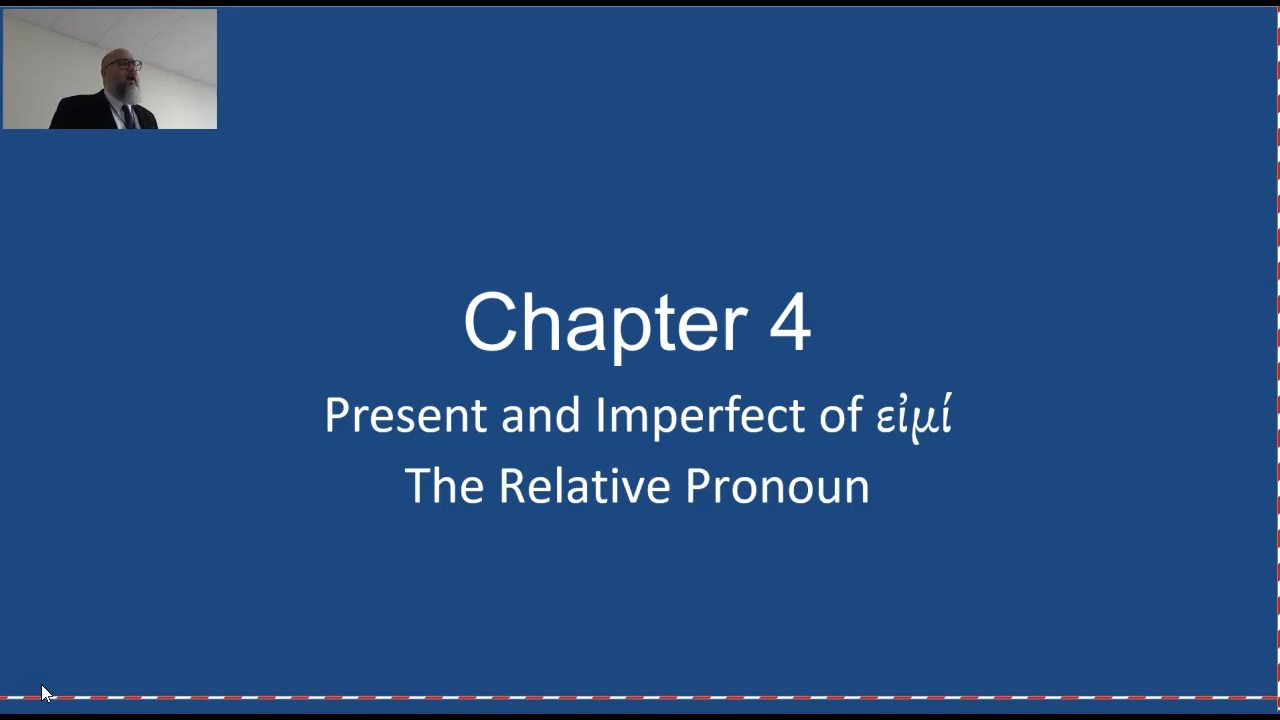 Chapter 4
Present and Imperfect of εἰμί
The Relative Pronoun